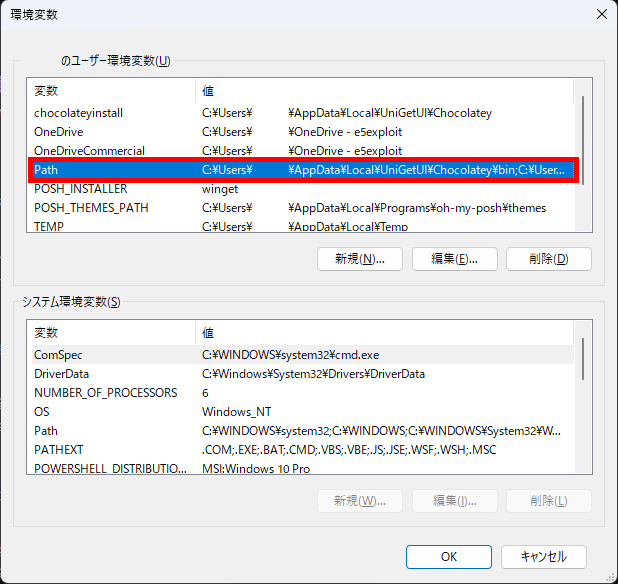 環境変数
のユーザー環境変数(U)
変数 値
chocolateyinstall C:¥Users¥ ¥AppData¥Local¥UniGetUI¥Chocolatey
OneDrive C:¥Users¥ ¥OneDrive - e5exploit
OneDriveCommercial C:¥Users¥ ¥OneDrive - e5exploit
Path C:¥Users¥ ¥AppData¥Local¥UniGetUI¥Chocolatey¥bin;C:¥User...
POSH_INSTALLER winget
POSH_THEMES_PATH C:¥Users¥ ¥AppData¥Local¥Programs¥oh-my-posh¥themes
TEMP C:¥Users¥ ¥AppData¥Local¥Temp
新規(N)... 編集(E)... 削除(D)
システム環境変数(S)
変数 値
ComSpec C:¥WINDOWS¥system32¥cmd.exe
DriverData C:¥Windows¥System32¥Drivers¥DriverData
NUMBER_OF_PROCESSORS 6
OS Windows_NT
Path C:¥WINDOWS¥system32;C:¥WINDOWS;C:¥WINDOWS¥System32¥W...
PATHEXT .COM;.EXE;.BAT;.CMD;.VBS;.VBE;.JS;.JSE;.WSF;.WSH;.MSC
POWERSHELL_DISTRIBUTIO... MSI:Windows 10 Pro
新規(W)... 編集(I)... 削除(L)
OK キャンセル